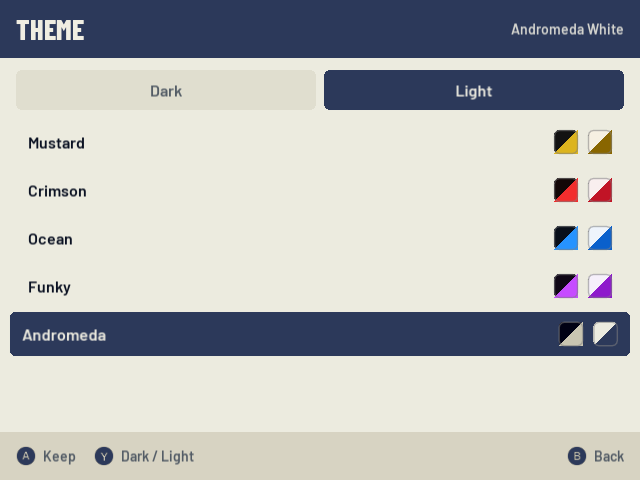 THEME
Andromeda White
Dark
Light
Mustard
Crimson
Ocean
Funky
Andromeda
A Keep Y Dark / Light B Back